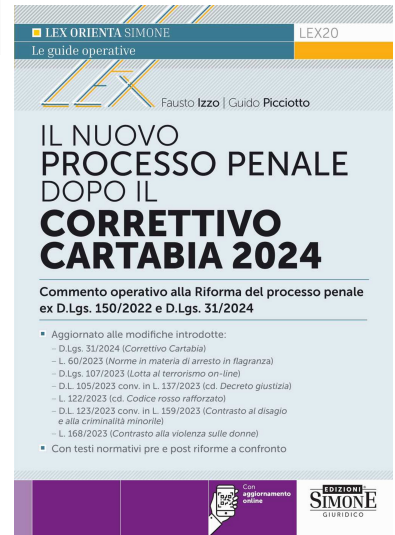 LEX ORIENTA SIMONE
LEX20
Le guide operative
LEX
Fausto Izzo | Guido Picciotto
IL NUOVO
PROCESSO PENALE
DOPO IL
CORRETTIVO
CARTABIA 2024
Commento operativo alla Riforma del processo penale
ex D.Lgs. 150/2022 e D.Lgs. 31/2024
▪ Aggiornato alle modifiche introdotte:
– D.Lgs. 31/2024 (Correttivo Cartabia)
– L. 60/2023 (Norme in materia di arresto in flagranza)
– D.Lgs. 107/2023 (Lotta al terrorismo on-line)
– D.L. 105/2023 conv. in L. 137/2023 (cd. Decreto giustizia)
– L. 122/2023 (cd. Codice rosso rafforzato)
– D.L. 123/2023 conv. in L. 159/2023 (Contrasto al disagio
e alla criminalità minorile)
– L. 168/2023 (Contrasto alla violenza sulle donne)
▪ Con testi normativi pre e post riforme a confronto
Con
aggiornamento
online
EDIZIONI
SIMONE
GIURIDICO